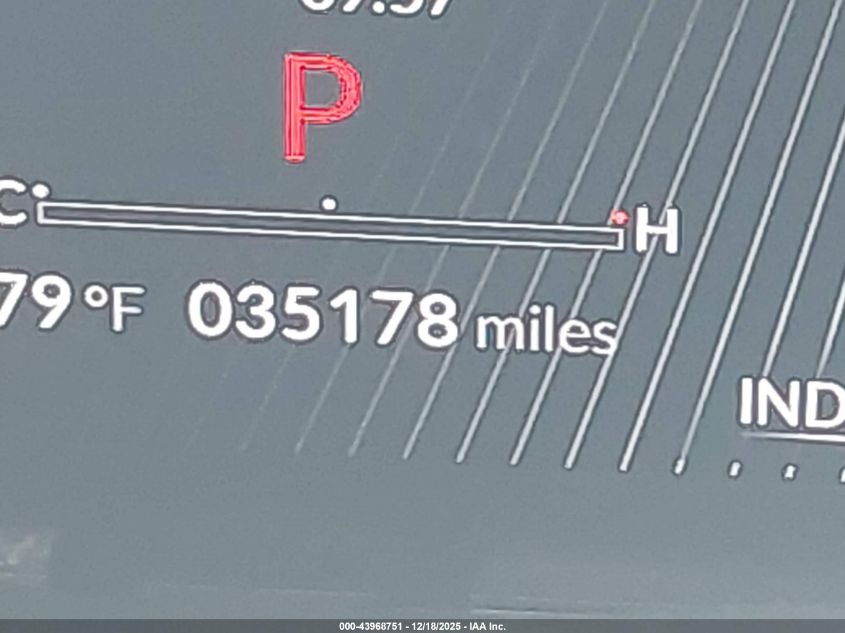 P
C H
79 °F 035178 miles
IND
000-43968751 - 12/18/2025 - IAA Inc.